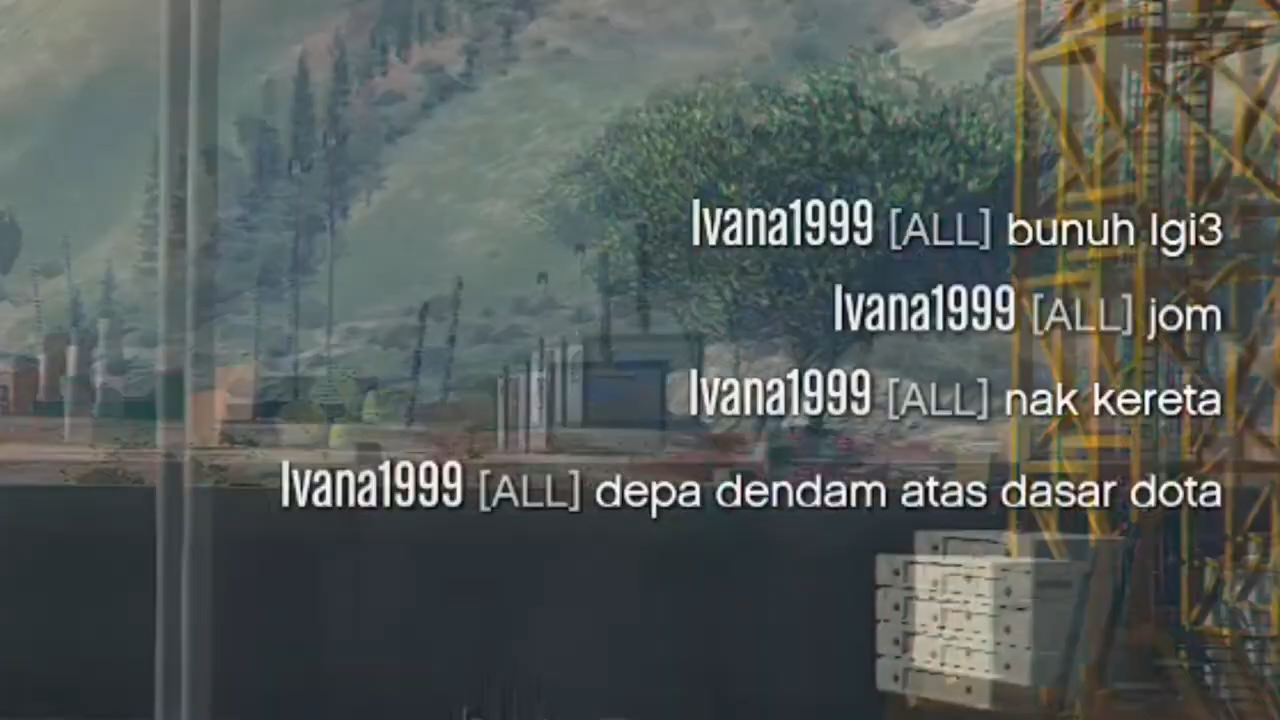 Ivana1999 [ALL] bunuh lgi3
Ivana1999 [ALL] jom
Ivana1999 [ALL] nak kereta
Ivana1999 [ALL] depa dendam atas dasar dota